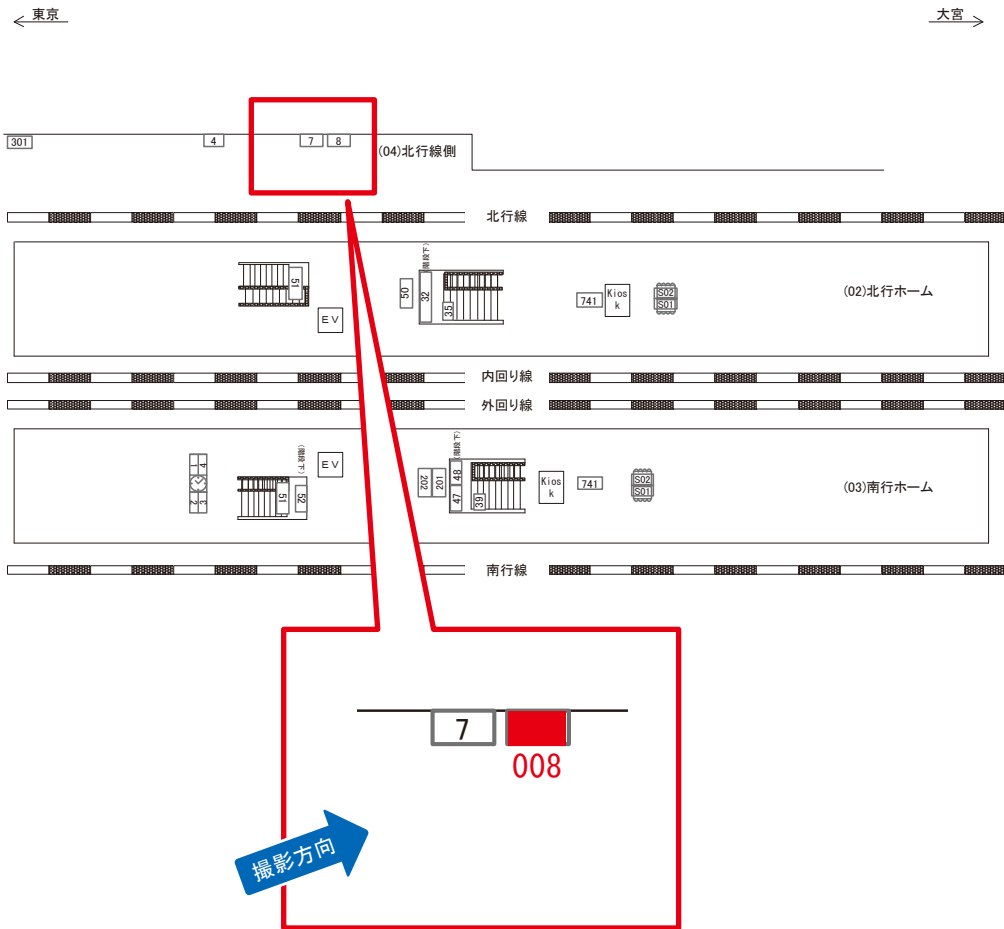 東京
大宮
301
4
7
8
(04)北行線側
北行線
51
EV
50
(階段下)
32
35
741
Kios
k
S02
S01
(02)北行ホーム
内回り線
外回り線
1
4
2
3
51
(階段下)
52
EV
202
201
(階段下)
48
47
39
Kios
k
741
S02
S01
(03)南行ホーム
南行線
7
008
撮影方向